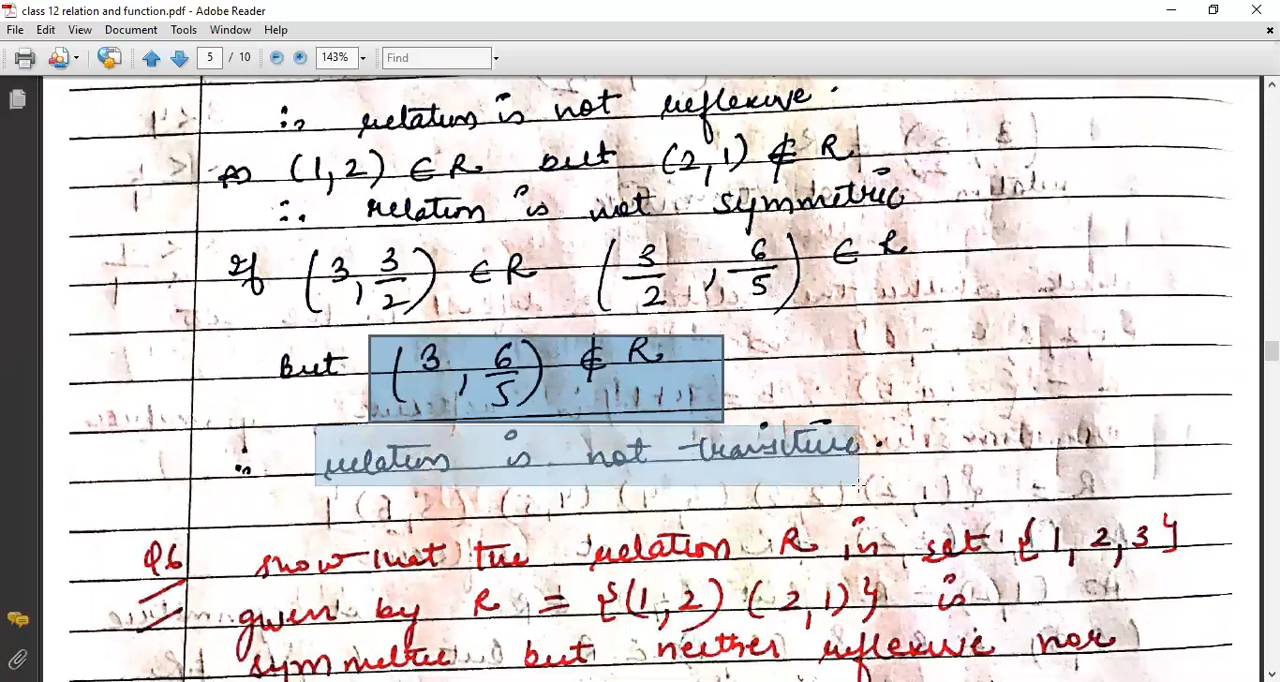 class 12 relation and function.pdf - Adobe Reader
File Edit View Document Tools Window Help
5 / 10 143% Find
∴ relation is not reflexive.
As (1, 2) ∈ R but (2, 1) ∉ R
∴ relation is not symmetric
If (3, 3/2) ∈ R (3/2, 6/5) ∈ R
But (3, 6/5) ∉ R
∴ relation is not transitive.
Q6 show that the relation R in set {1, 2, 3}
given by R = {(1, 2) (2, 1)} is
symmetric but neither reflexive nor